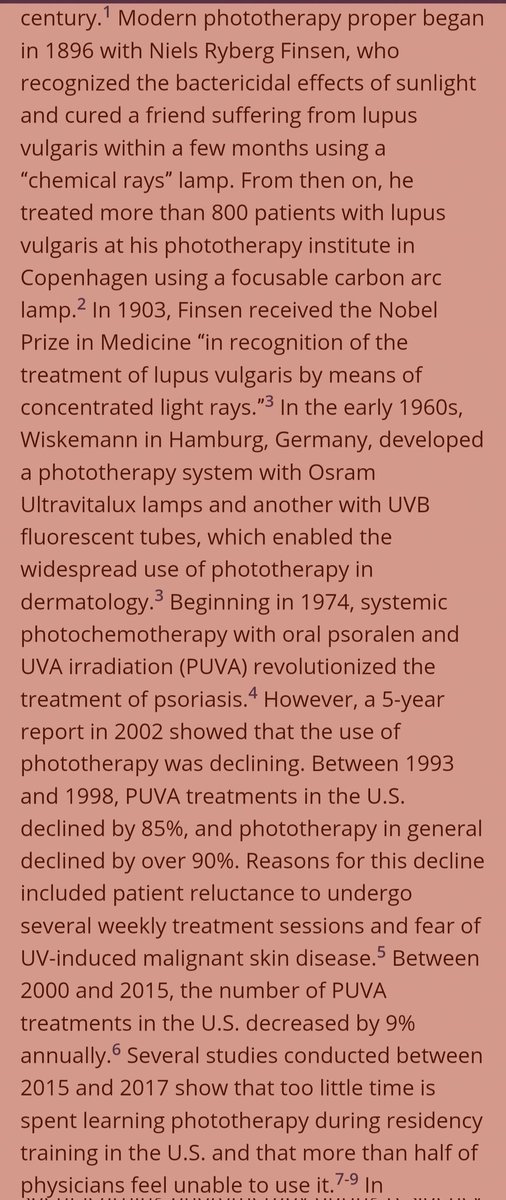 century.1 Modern phototherapy proper began
in 1896 with Niels Ryberg Finsen, who
recognized the bactericidal effects of sunlight
and cured a friend suffering from lupus
vulgaris within a few months using a
“chemical rays” lamp. From then on, he
treated more than 800 patients with lupus
vulgaris at his phototherapy institute in
Copenhagen using a focusable carbon arc
lamp.2 In 1903, Finsen received the Nobel
Prize in Medicine “in recognition of the
treatment of lupus vulgaris by means of
concentrated light rays.”3 In the early 1960s,
Wiskemann in Hamburg, Germany, developed
a phototherapy system with Osram
Ultravitalux lamps and another with UVB
fluorescent tubes, which enabled the
widespread use of phototherapy in
dermatology.3 Beginning in 1974, systemic
photochemotherapy with oral psoralen and
UVA irradiation (PUVA) revolutionized the
treatment of psoriasis.4 However, a 5-year
report in 2002 showed that the use of
phototherapy was declining. Between 1993
and 1998, PUVA treatments in the U.S.
declined by 85%, and phototherapy in general
declined by over 90%. Reasons for this decline
included patient reluctance to undergo
several weekly treatment sessions and fear of
UV-induced malignant skin disease.5 Between
2000 and 2015, the number of PUVA
treatments in the U.S. decreased by 9%
annually.6 Several studies conducted between
2015 and 2017 show that too little time is
spent learning phototherapy during residency
training in the U.S. and that more than half of
physicians feel unable to use it.7-9 In